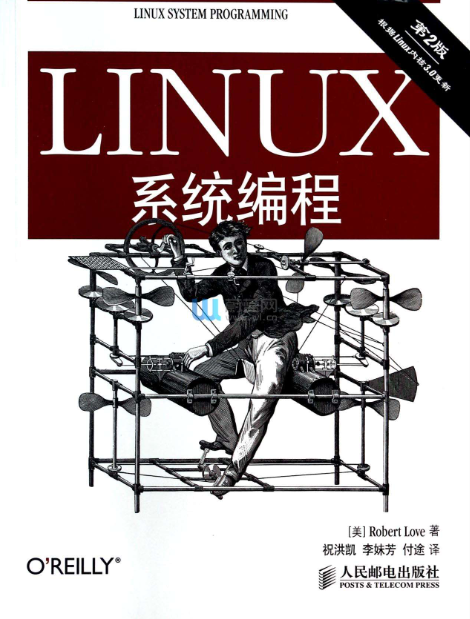 LINUX SYSTEM PROGRAMMING
第2版
根据Linux内核3.0更新
LINUX
系统编程
[美] Robert Love 著
祝洪凯 李妹芳 付途 译
O'REILLY®
人民邮电出版社
POSTS & TELECOM PRESS